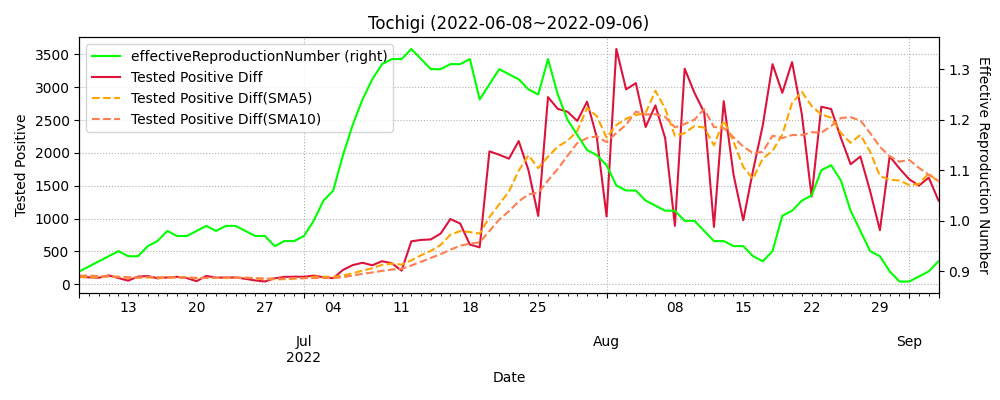 Tochigi (2022-06-08~2022-09-06)
effectiveReproductionNumber (right)
Tested Positive Diff
Tested Positive Diff(SMA5)
Tested Positive Diff(SMA10)
Tested Positive
3500
3000
2500
2000
1500
1000
500
0
Effective Reproduction Number
1.3
1.2
1.1
1.0
0.9
13 20 27 04 11 18 25 08 15 22 29
Jul Aug Sep
2022
Date